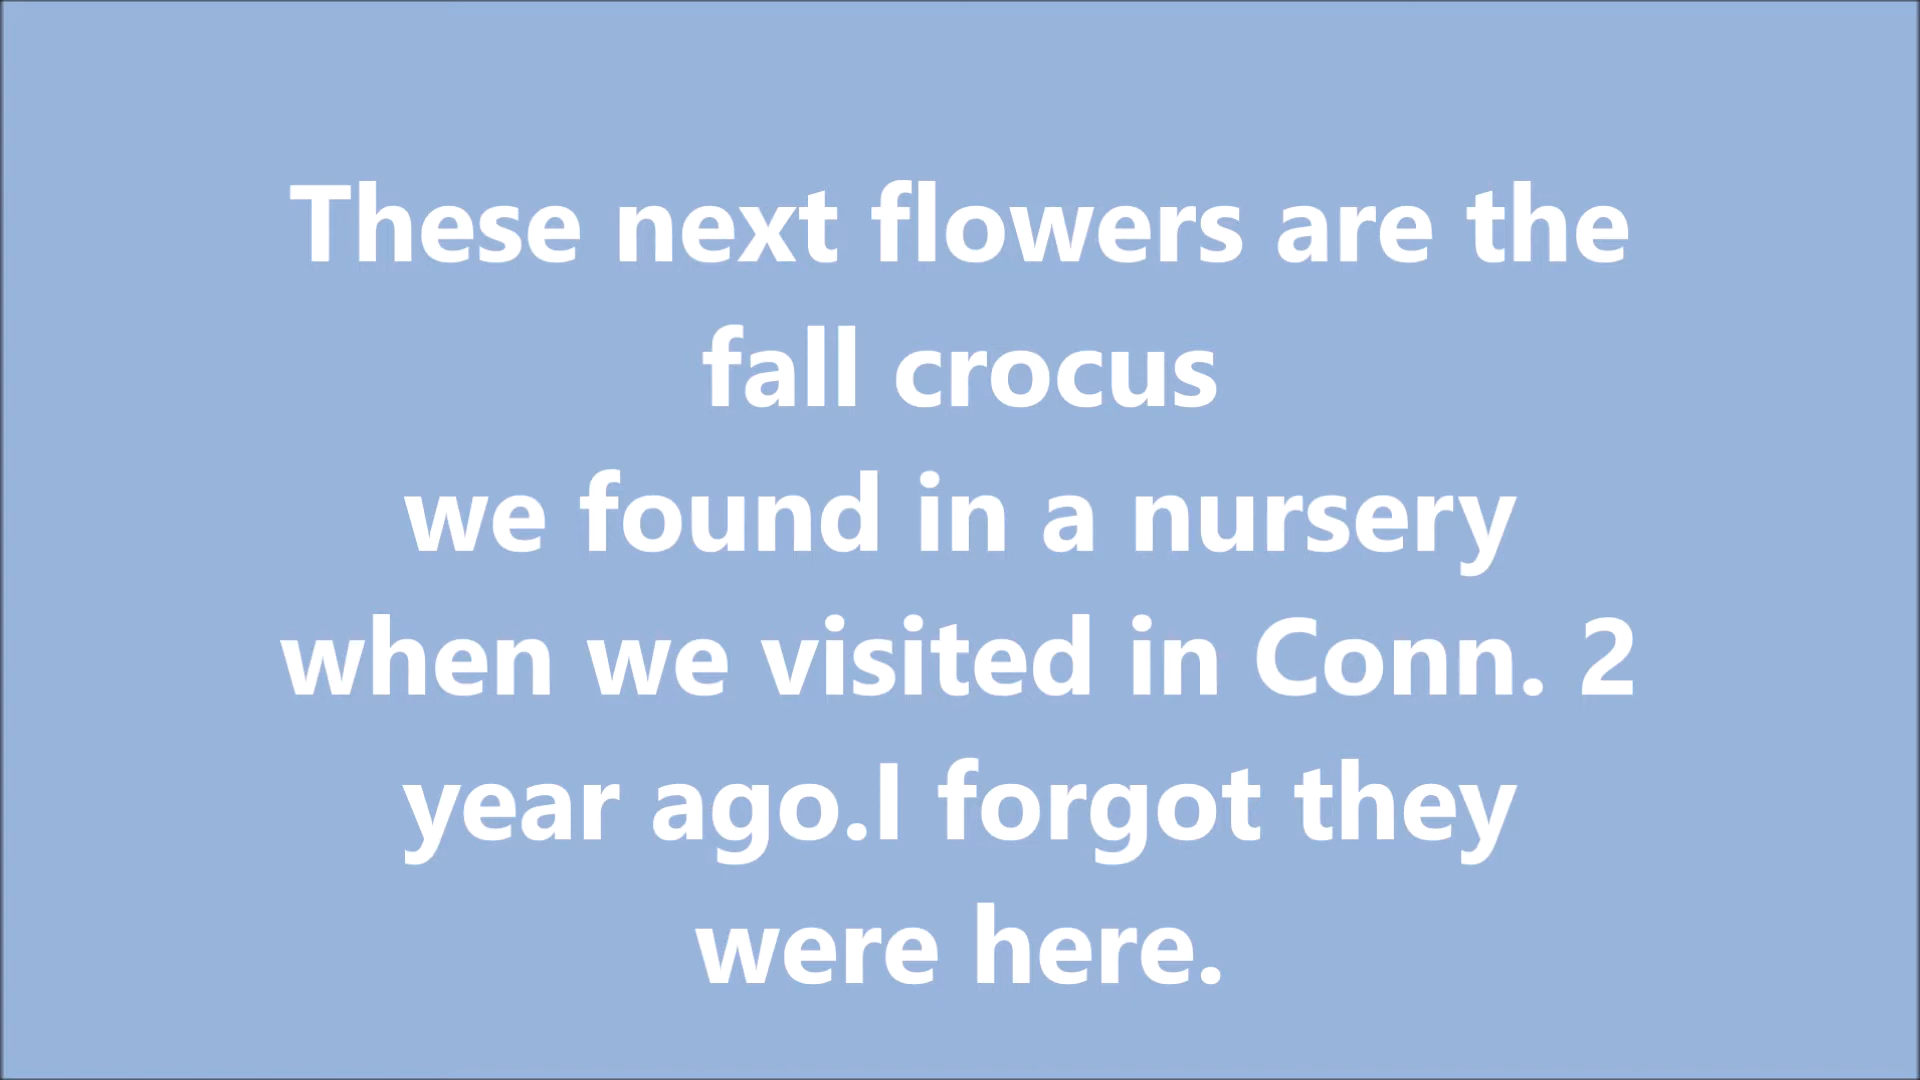 These next flowers are the
fall crocus
we found in a nursery
when we visited in Conn. 2
year ago.I forgot they
were here.